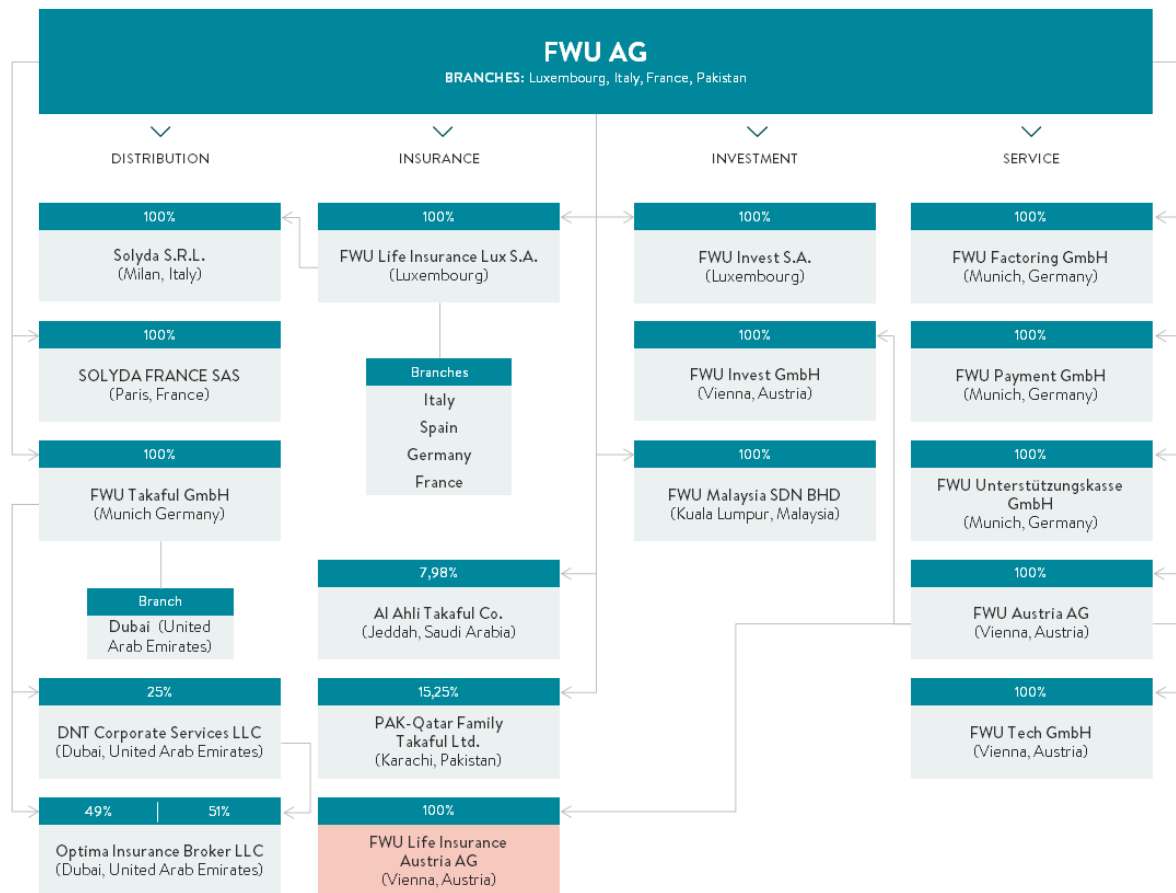 FWU AG
BRANCHES: Luxembourg, Italy, France, Pakistan
DISTRIBUTION
100%
Solyda S.R.L.
(Milan, Italy)
100%
SOLYDA FRANCE SAS
(Paris, France)
100%
FWU Takaful GmbH
(Munich Germany)
Branch
Dubai (United
Arab Emirates)
25%
DNT Corporate Services LLC
(Dubai, United Arab Emirates)
49% 51%
Optima Insurance Broker LLC
(Dubai, United Arab Emirates)
INSURANCE
100%
FWU Life Insurance Lux S.A.
(Luxembourg)
Branches
Italy
Spain
Germany
France
7,98%
Al Ahli Takaful Co.
(Jeddah, Saudi Arabia)
15,25%
PAK-Qatar Family
Takaful Ltd.
(Karachi, Pakistan)
100%
FWU Life Insurance
Austria AG
(Vienna, Austria)
INVESTMENT
100%
FWU Invest S.A.
(Luxembourg)
100%
FWU Invest GmbH
(Vienna, Austria)
100%
FWU Malaysia SDN BHD
(Kuala Lumpur, Malaysia)
SERVICE
100%
FWU Factoring GmbH
(Munich, Germany)
100%
FWU Payment GmbH
(Munich, Germany)
100%
FWU Unterstützungskasse
GmbH
(Munich, Germany)
100%
FWU Austria AG
(Vienna, Austria)
100%
FWU Tech GmbH
(Vienna, Austria)